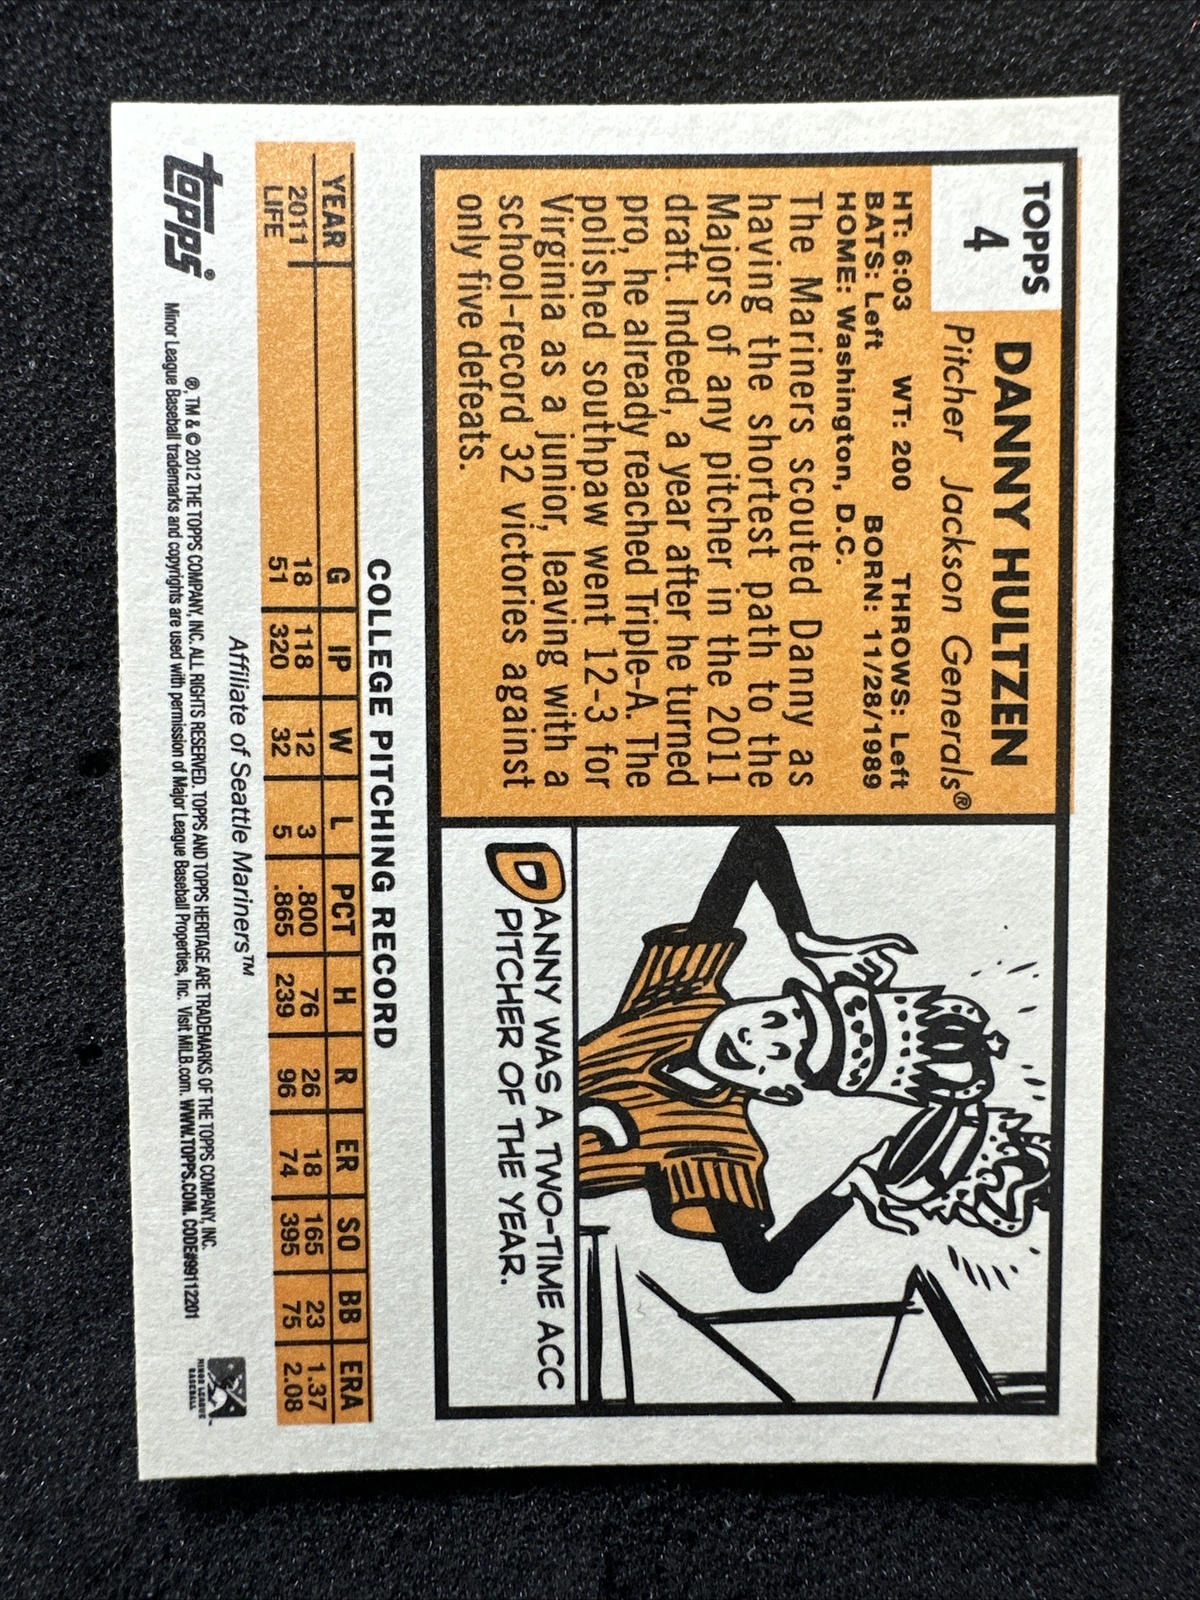 TOPPS
4
DANNY HULTZEN
Pitcher Jackson Generals®
HT: 6:03 WT: 200 THROWS: Left
BATS: Left BORN: 11/28/1989
HOME: Washington, D.C.
The Mariners scouted Danny as
having the shortest path to the
Majors of any pitcher in the 2011
draft. Indeed, a year after he turned
pro, he already reached Triple-A. The
polished southpaw went 12-3 for
Virginia as a junior, leaving with a
school-record 32 victories against
only five defeats.
DANNY WAS A TWO-TIME ACC
PITCHER OF THE YEAR.
COLLEGE PITCHING RECORD
YEAR G IP W L PCT H R ER SO BB ERA
2011 18 118 12 3 .800 76 26 18 165 23 1.37
LIFE 51 320 32 5 .865 239 96 74 395 75 2.08
Affiliate of Seattle Mariners™
topps®
®, TM & © 2012 THE TOPPS COMPANY, INC. ALL RIGHTS RESERVED. TOPPS AND TOPPS HERITAGE ARE TRADEMARKS OF THE TOPPS COMPANY, INC.
Minor League Baseball trademarks and copyrights are used with permission of Major League Baseball Properties, Inc. Visit MiLB.com. WWW.TOPPS.COM. CODE#99112201
MINOR LEAGUE
BASEBALL